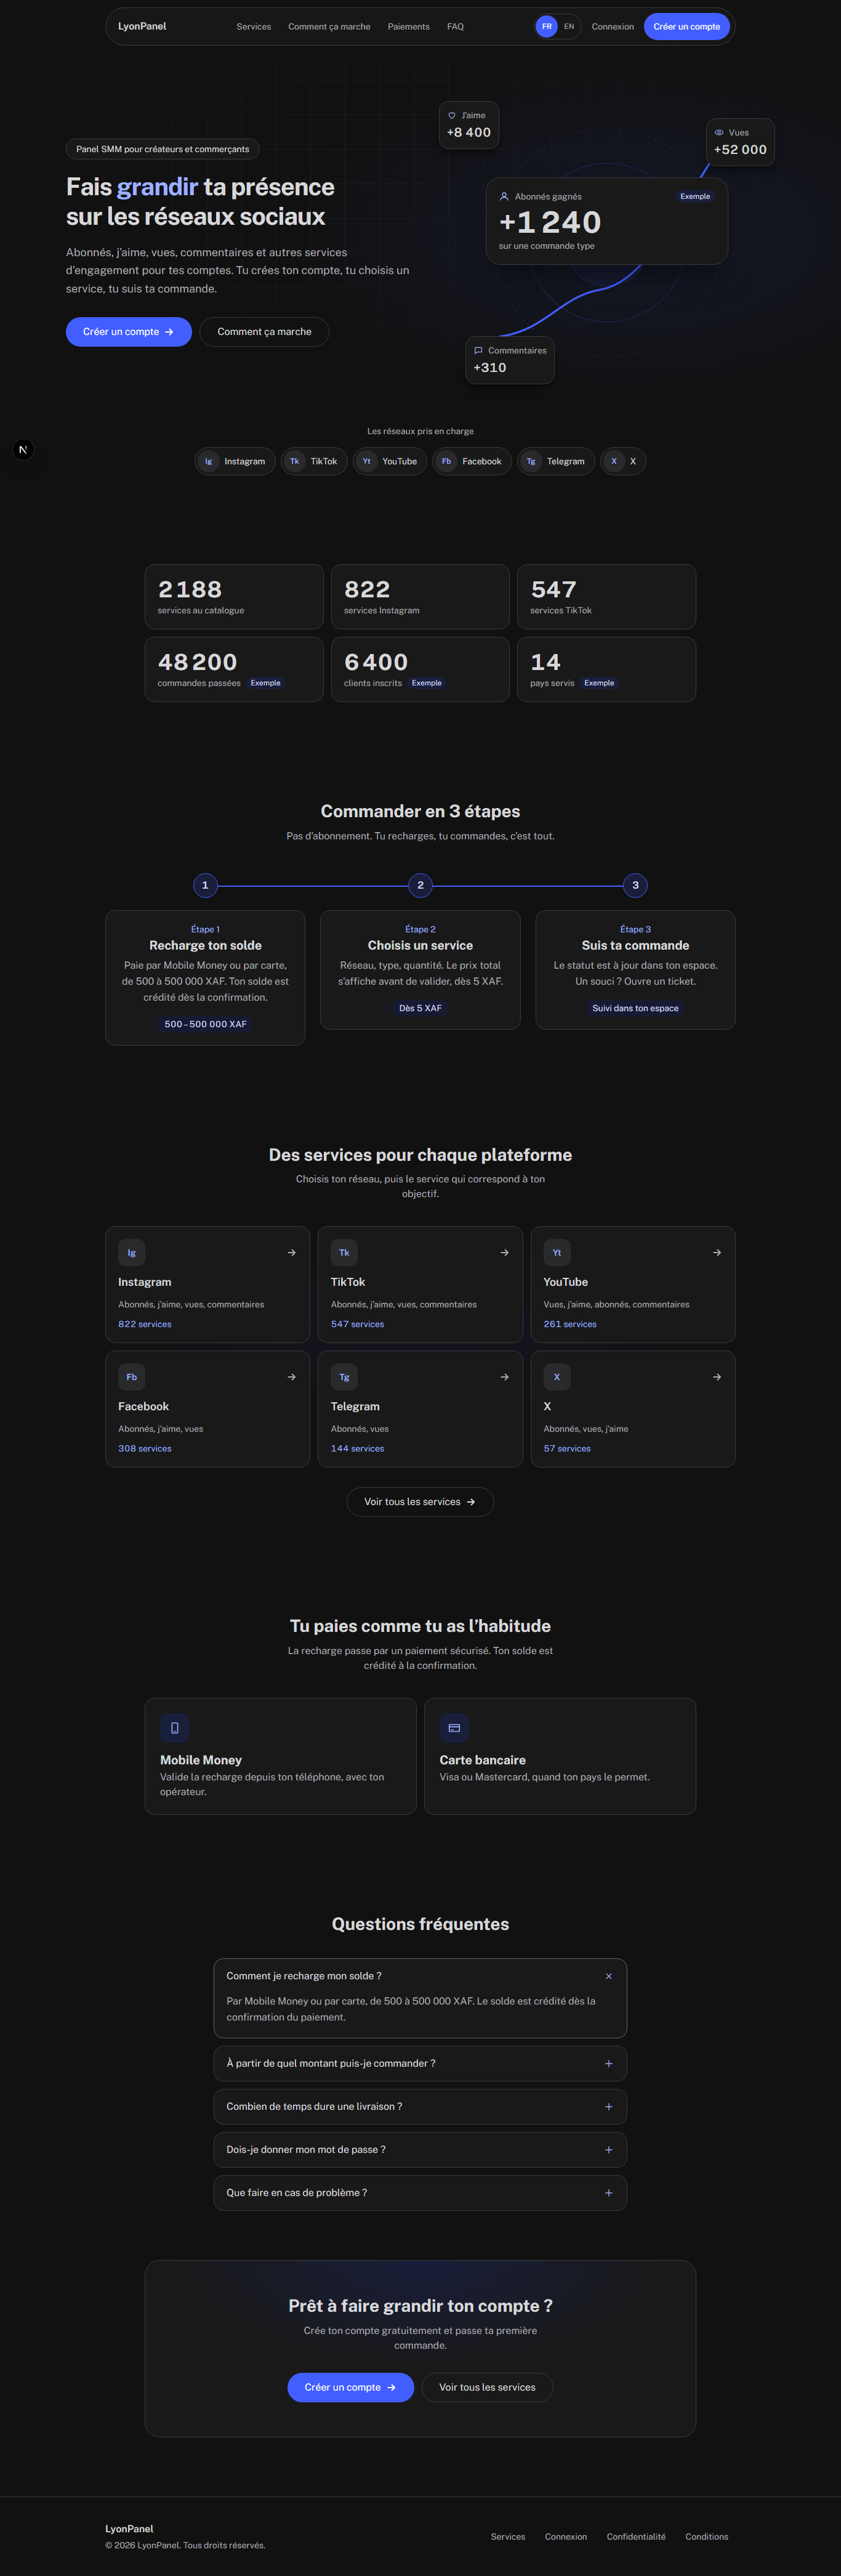 LyonPanel
Services
Comment ça marche
Paiements
FAQ
FR
EN
Connexion
Créer un compte
Panel SMM pour créateurs et commerçants
Fais grandir ta présence
sur les réseaux sociaux
Abonnés, j'aime, vues, commentaires et autres services
d'engagement pour tes comptes. Tu crées ton compte, tu choisis un
service, tu suis ta commande.
Créer un compte →
Comment ça marche
J'aime
+8 400
Vues
+52 000
Abonnés gagnés
Exemple
+1 240
sur une commande type
Commentaires
+310
Les réseaux pris en charge
Ig Instagram
Tk TikTok
Yt YouTube
Fb Facebook
Tg Telegram
X X
N
2 188
services au catalogue
822
services Instagram
547
services TikTok
48 200
commandes passées Exemple
6 400
clients inscrits Exemple
14
pays servis Exemple
Commander en 3 étapes
Pas d'abonnement. Tu recharges, tu commandes, c'est tout.
1
2
3
Étape 1
Recharge ton solde
Paie par Mobile Money ou par carte,
de 500 à 500 000 XAF. Ton solde est
crédité dès la confirmation.
500 – 500 000 XAF
Étape 2
Choisis un service
Réseau, type, quantité. Le prix total
s'affiche avant de valider, dès 5 XAF.
Dès 5 XAF
Étape 3
Suis ta commande
Le statut est à jour dans ton espace.
Un souci ? Ouvre un ticket.
Suivi dans ton espace
Des services pour chaque plateforme
Choisis ton réseau, puis le service qui correspond à ton
objectif.
Ig →
Instagram
Abonnés, j'aime, vues, commentaires
822 services
Tk →
TikTok
Abonnés, j'aime, vues, commentaires
547 services
Yt →
YouTube
Vues, j'aime, abonnés, commentaires
261 services
Fb →
Facebook
Abonnés, j'aime, vues
308 services
Tg →
Telegram
Abonnés, vues
144 services
X →
X
Abonnés, vues, j'aime
57 services
Voir tous les services →
Tu paies comme tu as l'habitude
La recharge passe par un paiement sécurisé. Ton solde est
crédité à la confirmation.
Mobile Money
Valide la recharge depuis ton téléphone, avec ton
opérateur.
Carte bancaire
Visa ou Mastercard, quand ton pays le permet.
Questions fréquentes
Comment je recharge mon solde ?
Par Mobile Money ou par carte, de 500 à 500 000 XAF. Le solde est crédité dès la
confirmation du paiement.
À partir de quel montant puis-je commander ?
Combien de temps dure une livraison ?
Dois-je donner mon mot de passe ?
Que faire en cas de problème ?
Prêt à faire grandir ton compte ?
Crée ton compte gratuitement et passe ta première
commande.
Créer un compte →
Voir tous les services
LyonPanel
© 2026 LyonPanel. Tous droits réservés.
Services
Connexion
Confidentialité
Conditions